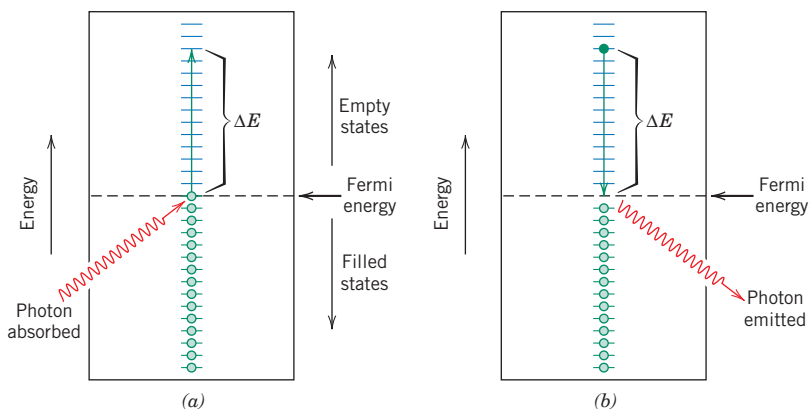 Energy
Photon
absorbed
ΔE
Empty
states
Fermi
energy
Filled
states
(a)
Energy
ΔE
Fermi
energy
Photon
emitted
(b)